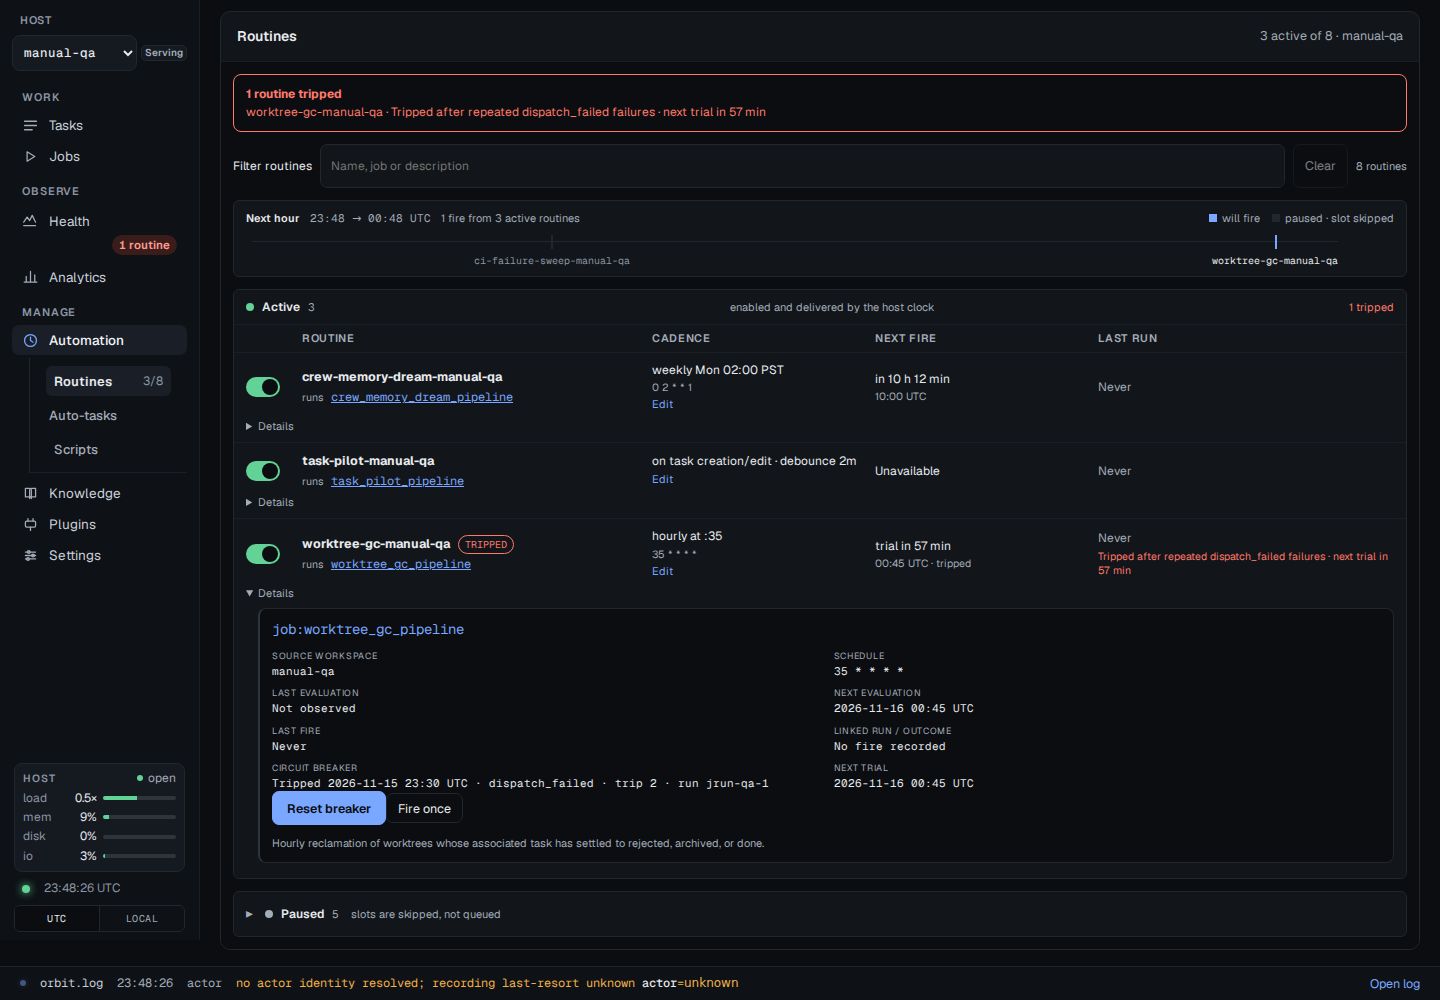 HOST
manual-qa
Serving
WORK
Tasks
Jobs
OBSERVE
Health
1 routine
Analytics
MANAGE
Automation
Routines 3/8
Auto-tasks
Scripts
Knowledge
Plugins
Settings
HOST open
load 0.5×
mem 9%
disk 0%
io 3%
23:48:26 UTC
UTC LOCAL
Routines
3 active of 8 · manual-qa
1 routine tripped
worktree-gc-manual-qa · Tripped after repeated dispatch_failed failures · next trial in 57 min
Filter routines Name, job or description Clear 8 routines
Next hour 23:48 → 00:48 UTC 1 fire from 3 active routines will fire paused · slot skipped
ci-failure-sweep-manual-qa worktree-gc-manual-qa
Active 3 enabled and delivered by the host clock 1 tripped
ROUTINE CADENCE NEXT FIRE LAST RUN
crew-memory-dream-manual-qa
runs crew_memory_dream_pipeline
weekly Mon 02:00 PST
0 2 * * 1
Edit
in 10 h 12 min
10:00 UTC
Never
▶ Details
task-pilot-manual-qa
runs task_pilot_pipeline
on task creation/edit · debounce 2m
Edit
Unavailable
Never
▶ Details
worktree-gc-manual-qa TRIPPED
runs worktree_gc_pipeline
hourly at :35
35 * * * *
Edit
trial in 57 min
00:45 UTC · tripped
Never
Tripped after repeated dispatch_failed failures · next trial in
57 min
▼ Details
job:worktree_gc_pipeline
SOURCE WORKSPACE
manual-qa
SCHEDULE
35 * * * *
LAST EVALUATION
Not observed
NEXT EVALUATION
2026-11-16 00:45 UTC
LAST FIRE
Never
LINKED RUN / OUTCOME
No fire recorded
CIRCUIT BREAKER
Tripped 2026-11-15 23:30 UTC · dispatch_failed · trip 2 · run jrun-qa-1
NEXT TRIAL
2026-11-16 00:45 UTC
Reset breaker Fire once
Hourly reclamation of worktrees whose associated task has settled to rejected, archived, or done.
▶ Paused 5 slots are skipped, not queued
orbit.log 23:48:26 actor no actor identity resolved; recording last-resort unknown actor=unknown Open log